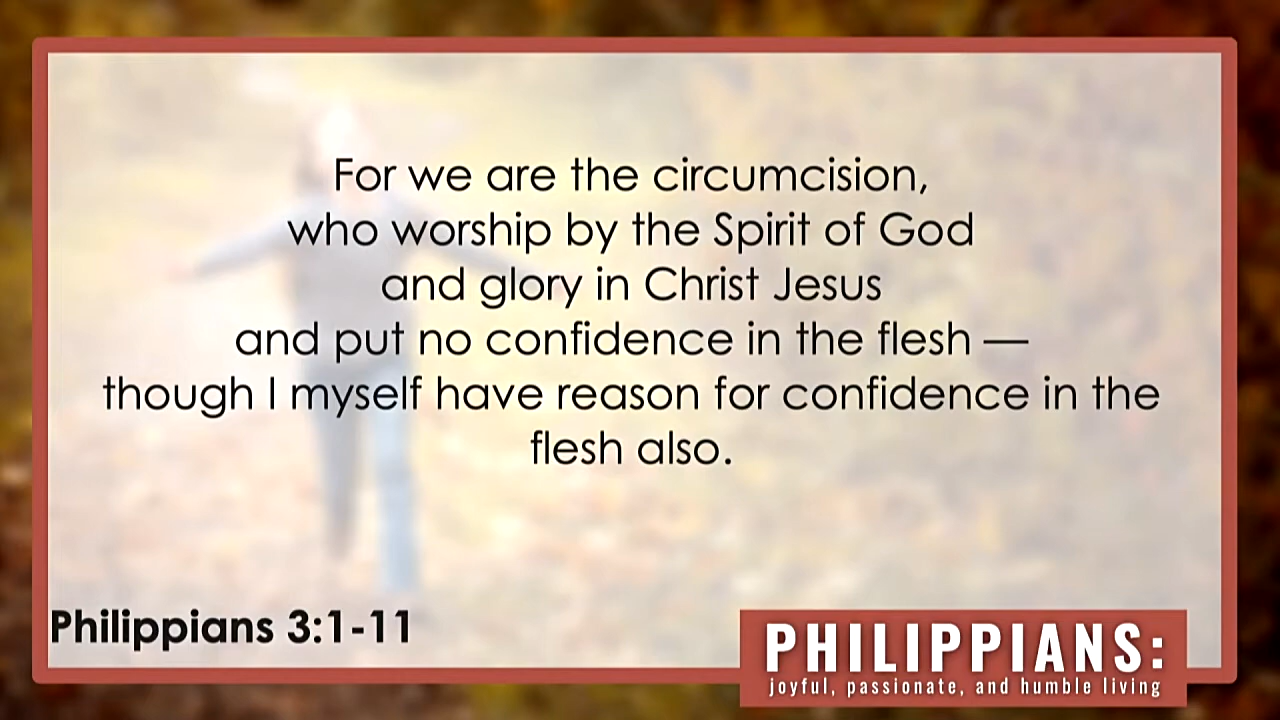 For we are the circumcision,
who worship by the Spirit of God
and glory in Christ Jesus
and put no confidence in the flesh —
though I myself have reason for confidence in the
flesh also.
Philippians 3:1-11
PHILIPPIANS:
joyful, passionate, and humble living